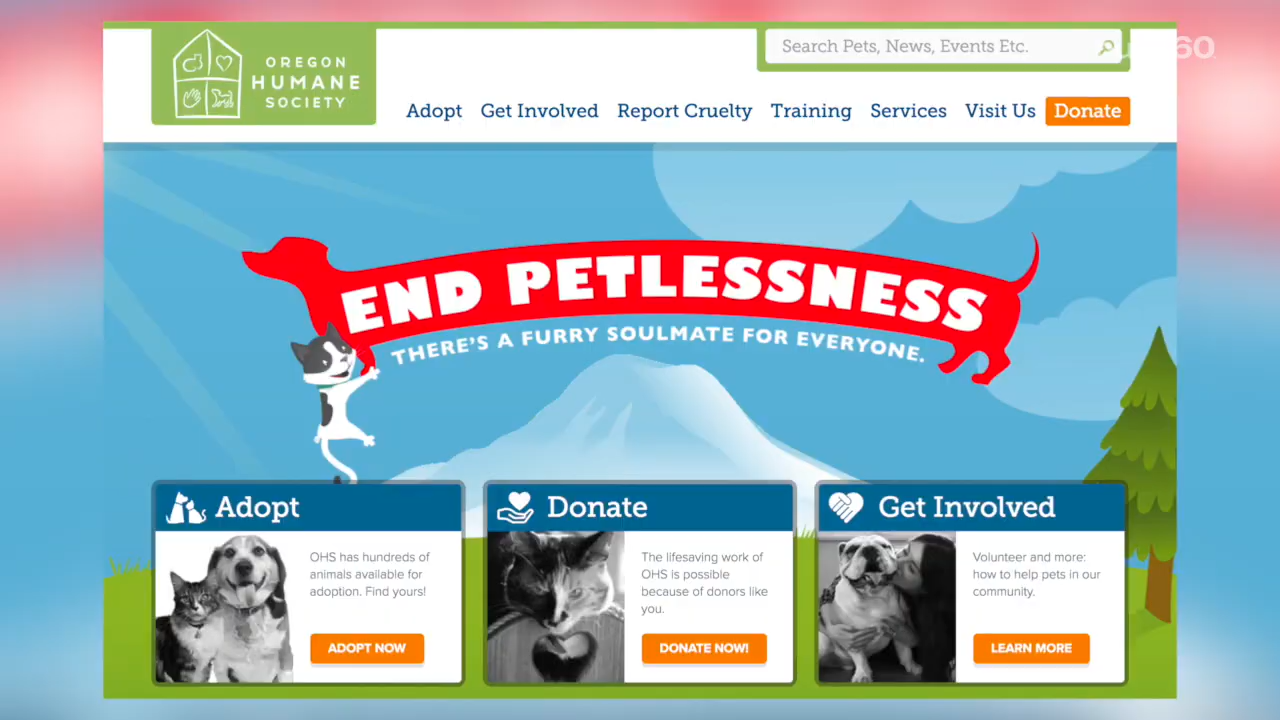 OREGON
HUMANE
SOCIETY
Search Pets, News, Events Etc.
60
Adopt Get Involved Report Cruelty Training Services Visit Us Donate
END PETLESSNESS
THERE'S A FURRY SOULMATE FOR EVERYONE.
Adopt
OHS has hundreds of
animals available for
adoption. Find yours!
ADOPT NOW
Donate
The lifesaving work of
OHS is possible
because of donors like
you.
DONATE NOW!
Get Involved
Volunteer and more:
how to help pets in our
community.
LEARN MORE